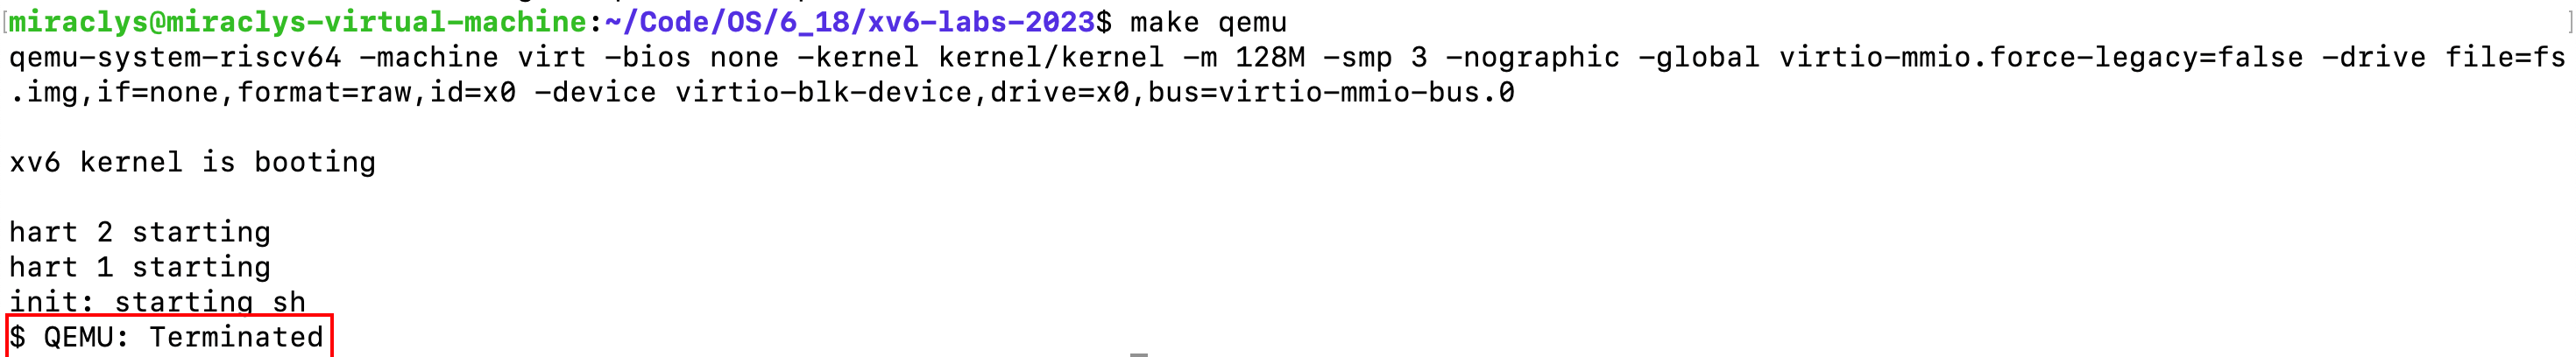 miraclys@miraclys-virtual-machine:~/Code/OS/6_18/xv6-labs-2023$ make qemu
qemu-system-riscv64 -machine virt -bios none -kernel kernel/kernel -m 128M -smp 3 -nographic -global virtio-mmio.force-legacy=false -drive file=fs
.img,if=none,format=raw,id=x0 -device virtio-blk-device,drive=x0,bus=virtio-mmio-bus.0
xv6 kernel is booting
hart 2 starting
hart 1 starting
init: starting sh
$ QEMU: Terminated